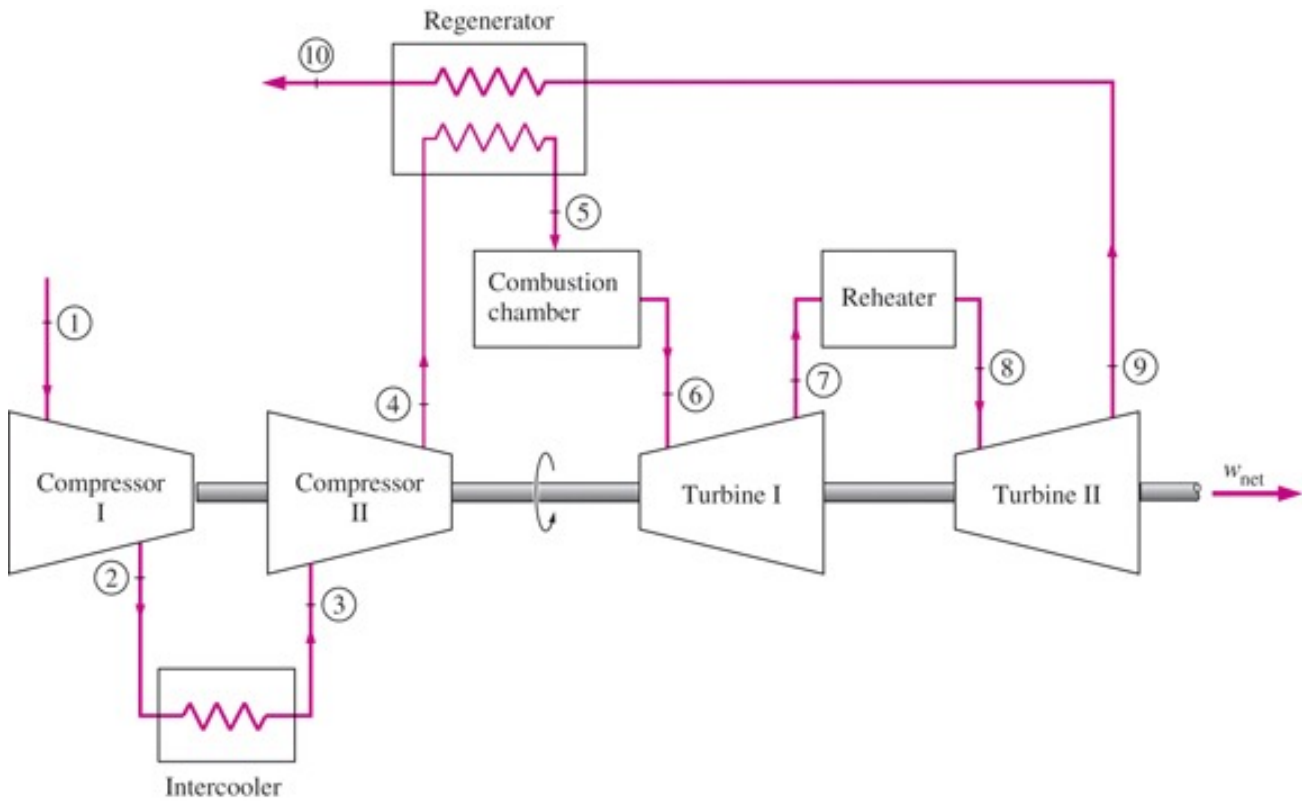 Regenerator
10
5
Combustion
chamber
Reheater
1
4
6
7
8
9
Compressor
I
Compressor
II
Turbine I
Turbine II
wnet
2
3
Intercooler